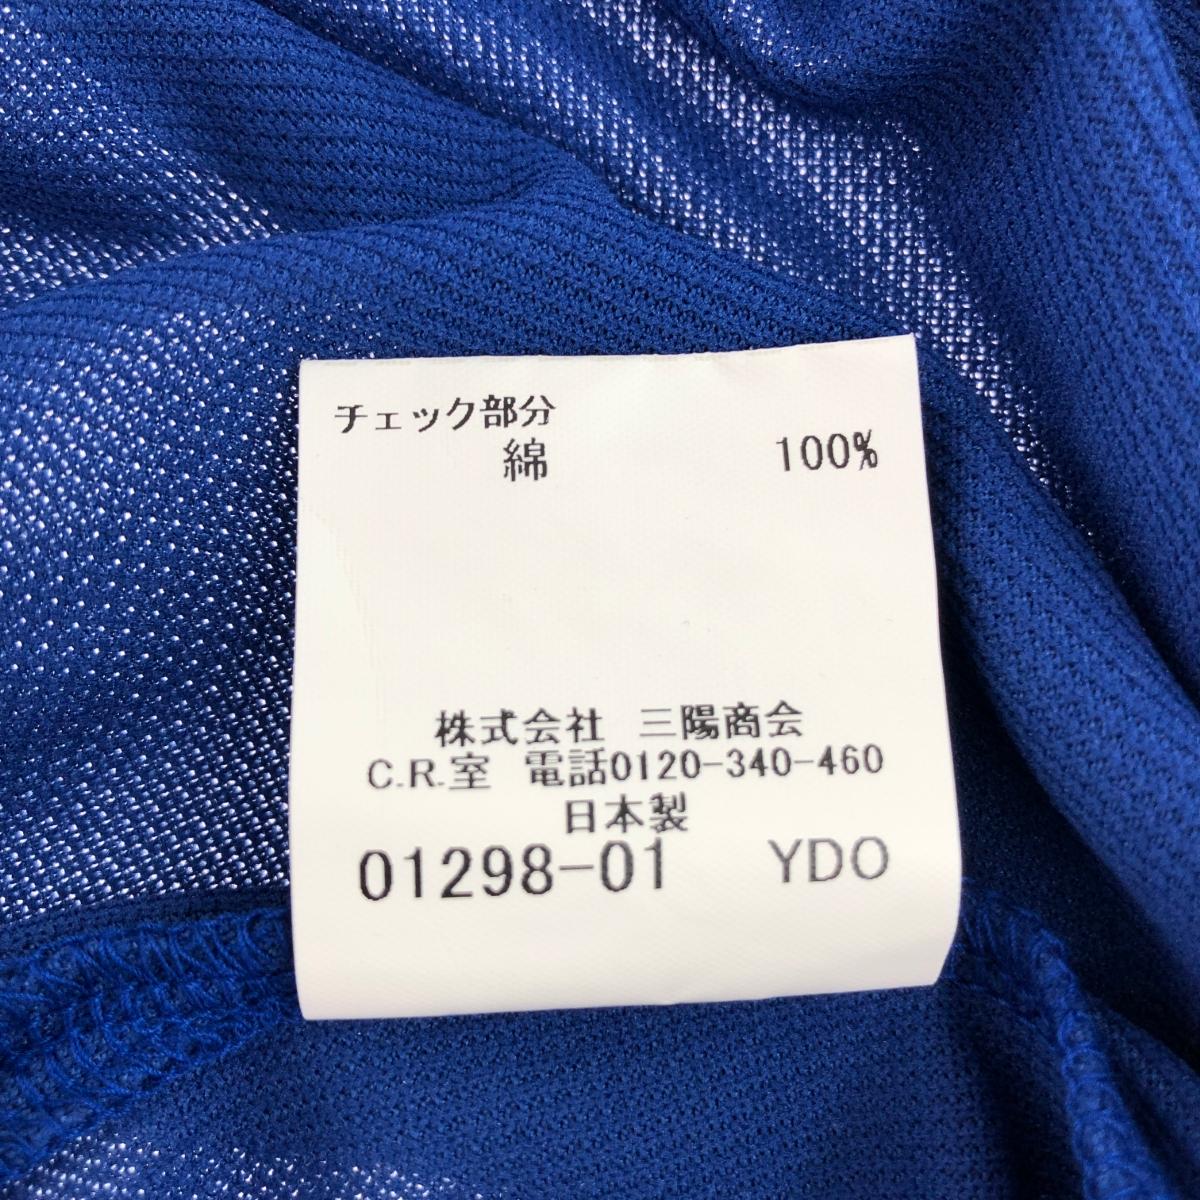 チェック部分
綿 100%
株式会社 三陽商会
C.R.室 電話0120-340-460
日本製
01298-01 YDO